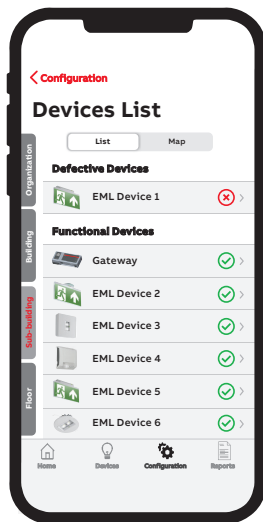 Configuration
Devices List
List Map
Organization
Defective Devices
EML Device 1
Functional Devices
Building
Gateway
EML Device 2
Sub-building
EML Device 3
EML Device 4
Floor
EML Device 5
EML Device 6
Home Devices Configuration Reports